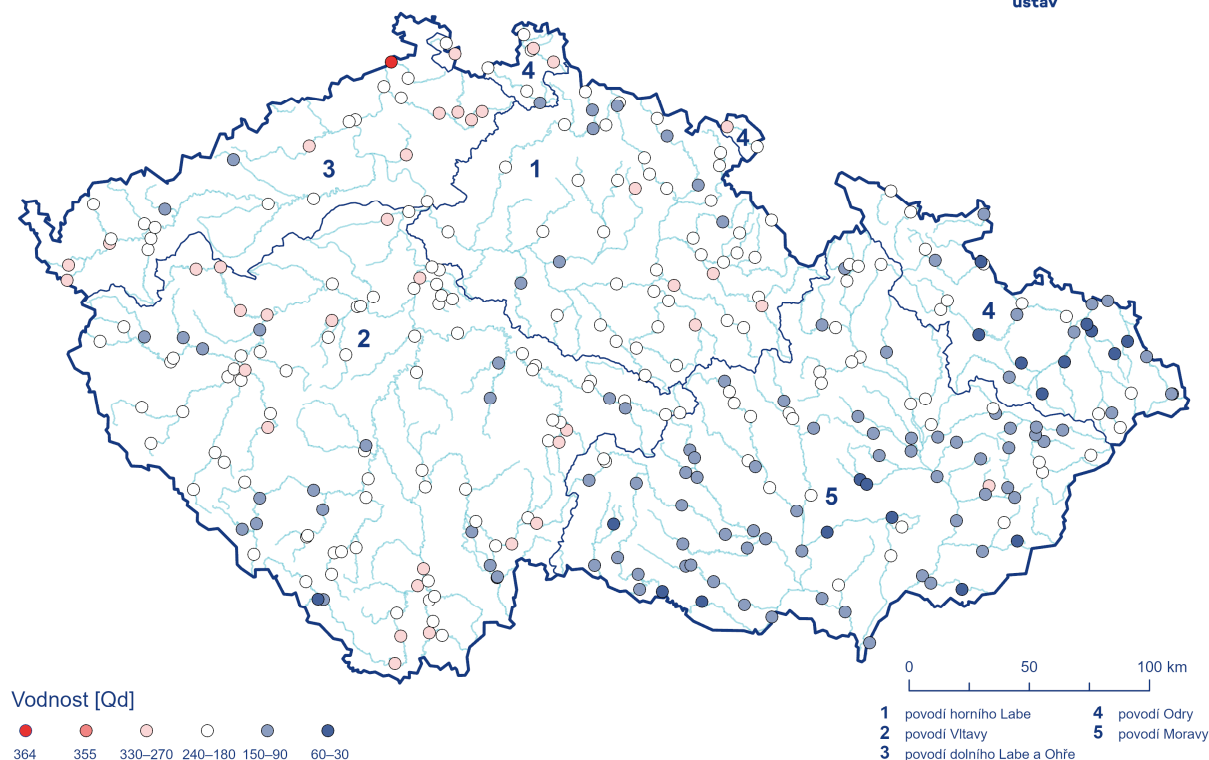 ústav
4
4
3
1
4
2
5
0 50 100 km
Vodnost [Qd]
364 355 330–270 240–180 150–90 60–30
1 povodí horního Labe
2 povodí Vltavy
3 povodí dolního Labe a Ohře
4 povodí Odry
5 povodí Moravy